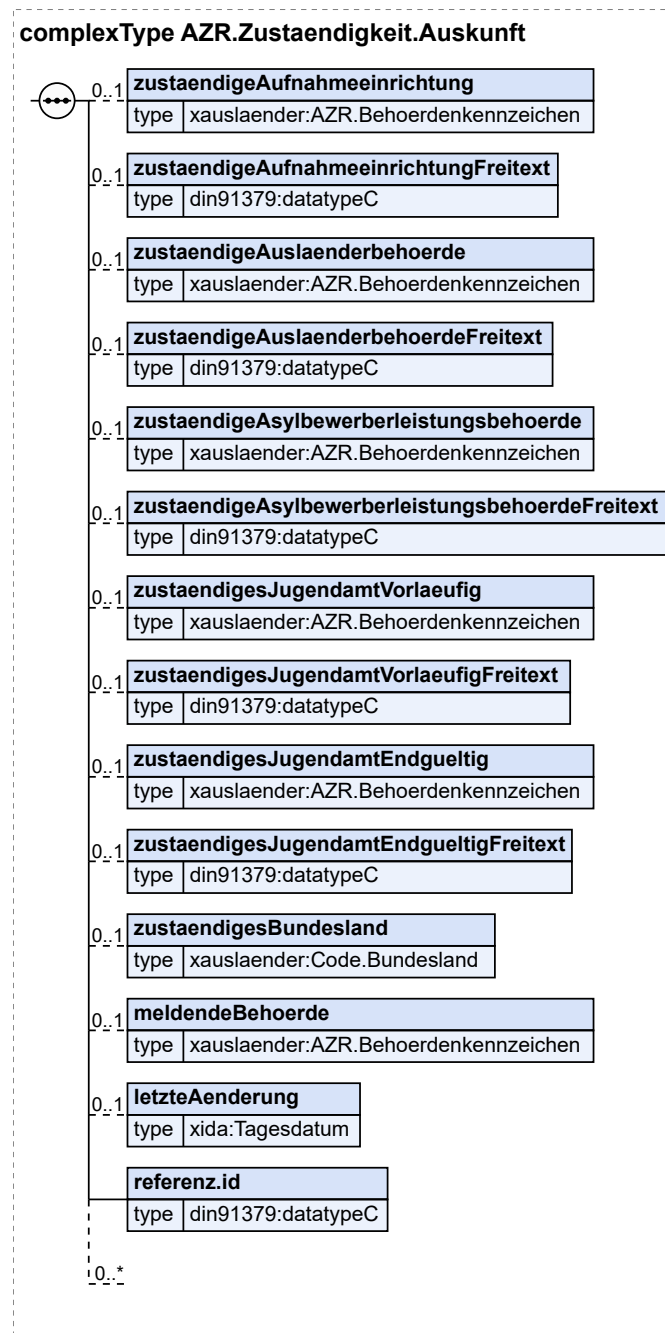 complexType AZR.Zustaendigkeit.Auskunft
0..1 zustaendigeAufnahmeeinrichtung
type xauslaender:AZR.Behoerdenkennzeichen
0..1 zustaendigeAufnahmeeinrichtungFreitext
type din91379:datatypeC
0..1 zustaendigeAuslaenderbehoerde
type xauslaender:AZR.Behoerdenkennzeichen
0..1 zustaendigeAuslaenderbehoerdeFreitext
type din91379:datatypeC
0..1 zustaendigeAsylbewerberleistungsbehoerde
type xauslaender:AZR.Behoerdenkennzeichen
0..1 zustaendigeAsylbewerberleistungsbehoerdeFreitext
type din91379:datatypeC
0..1 zustaendigesJugendamtVorlaeufig
type xauslaender:AZR.Behoerdenkennzeichen
0..1 zustaendigesJugendamtVorlaeufigFreitext
type din91379:datatypeC
0..1 zustaendigesJugendamtEndgueltig
type xauslaender:AZR.Behoerdenkennzeichen
0..1 zustaendigesJugendamtEndgueltigFreitext
type din91379:datatypeC
0..1 zustaendigesBundesland
type xauslaender:Code.Bundesland
0..1 meldendeBehoerde
type xauslaender:AZR.Behoerdenkennzeichen
0..1 letzteAenderung
type xida:Tagesdatum
referenz.id
type din91379:datatypeC
0..*